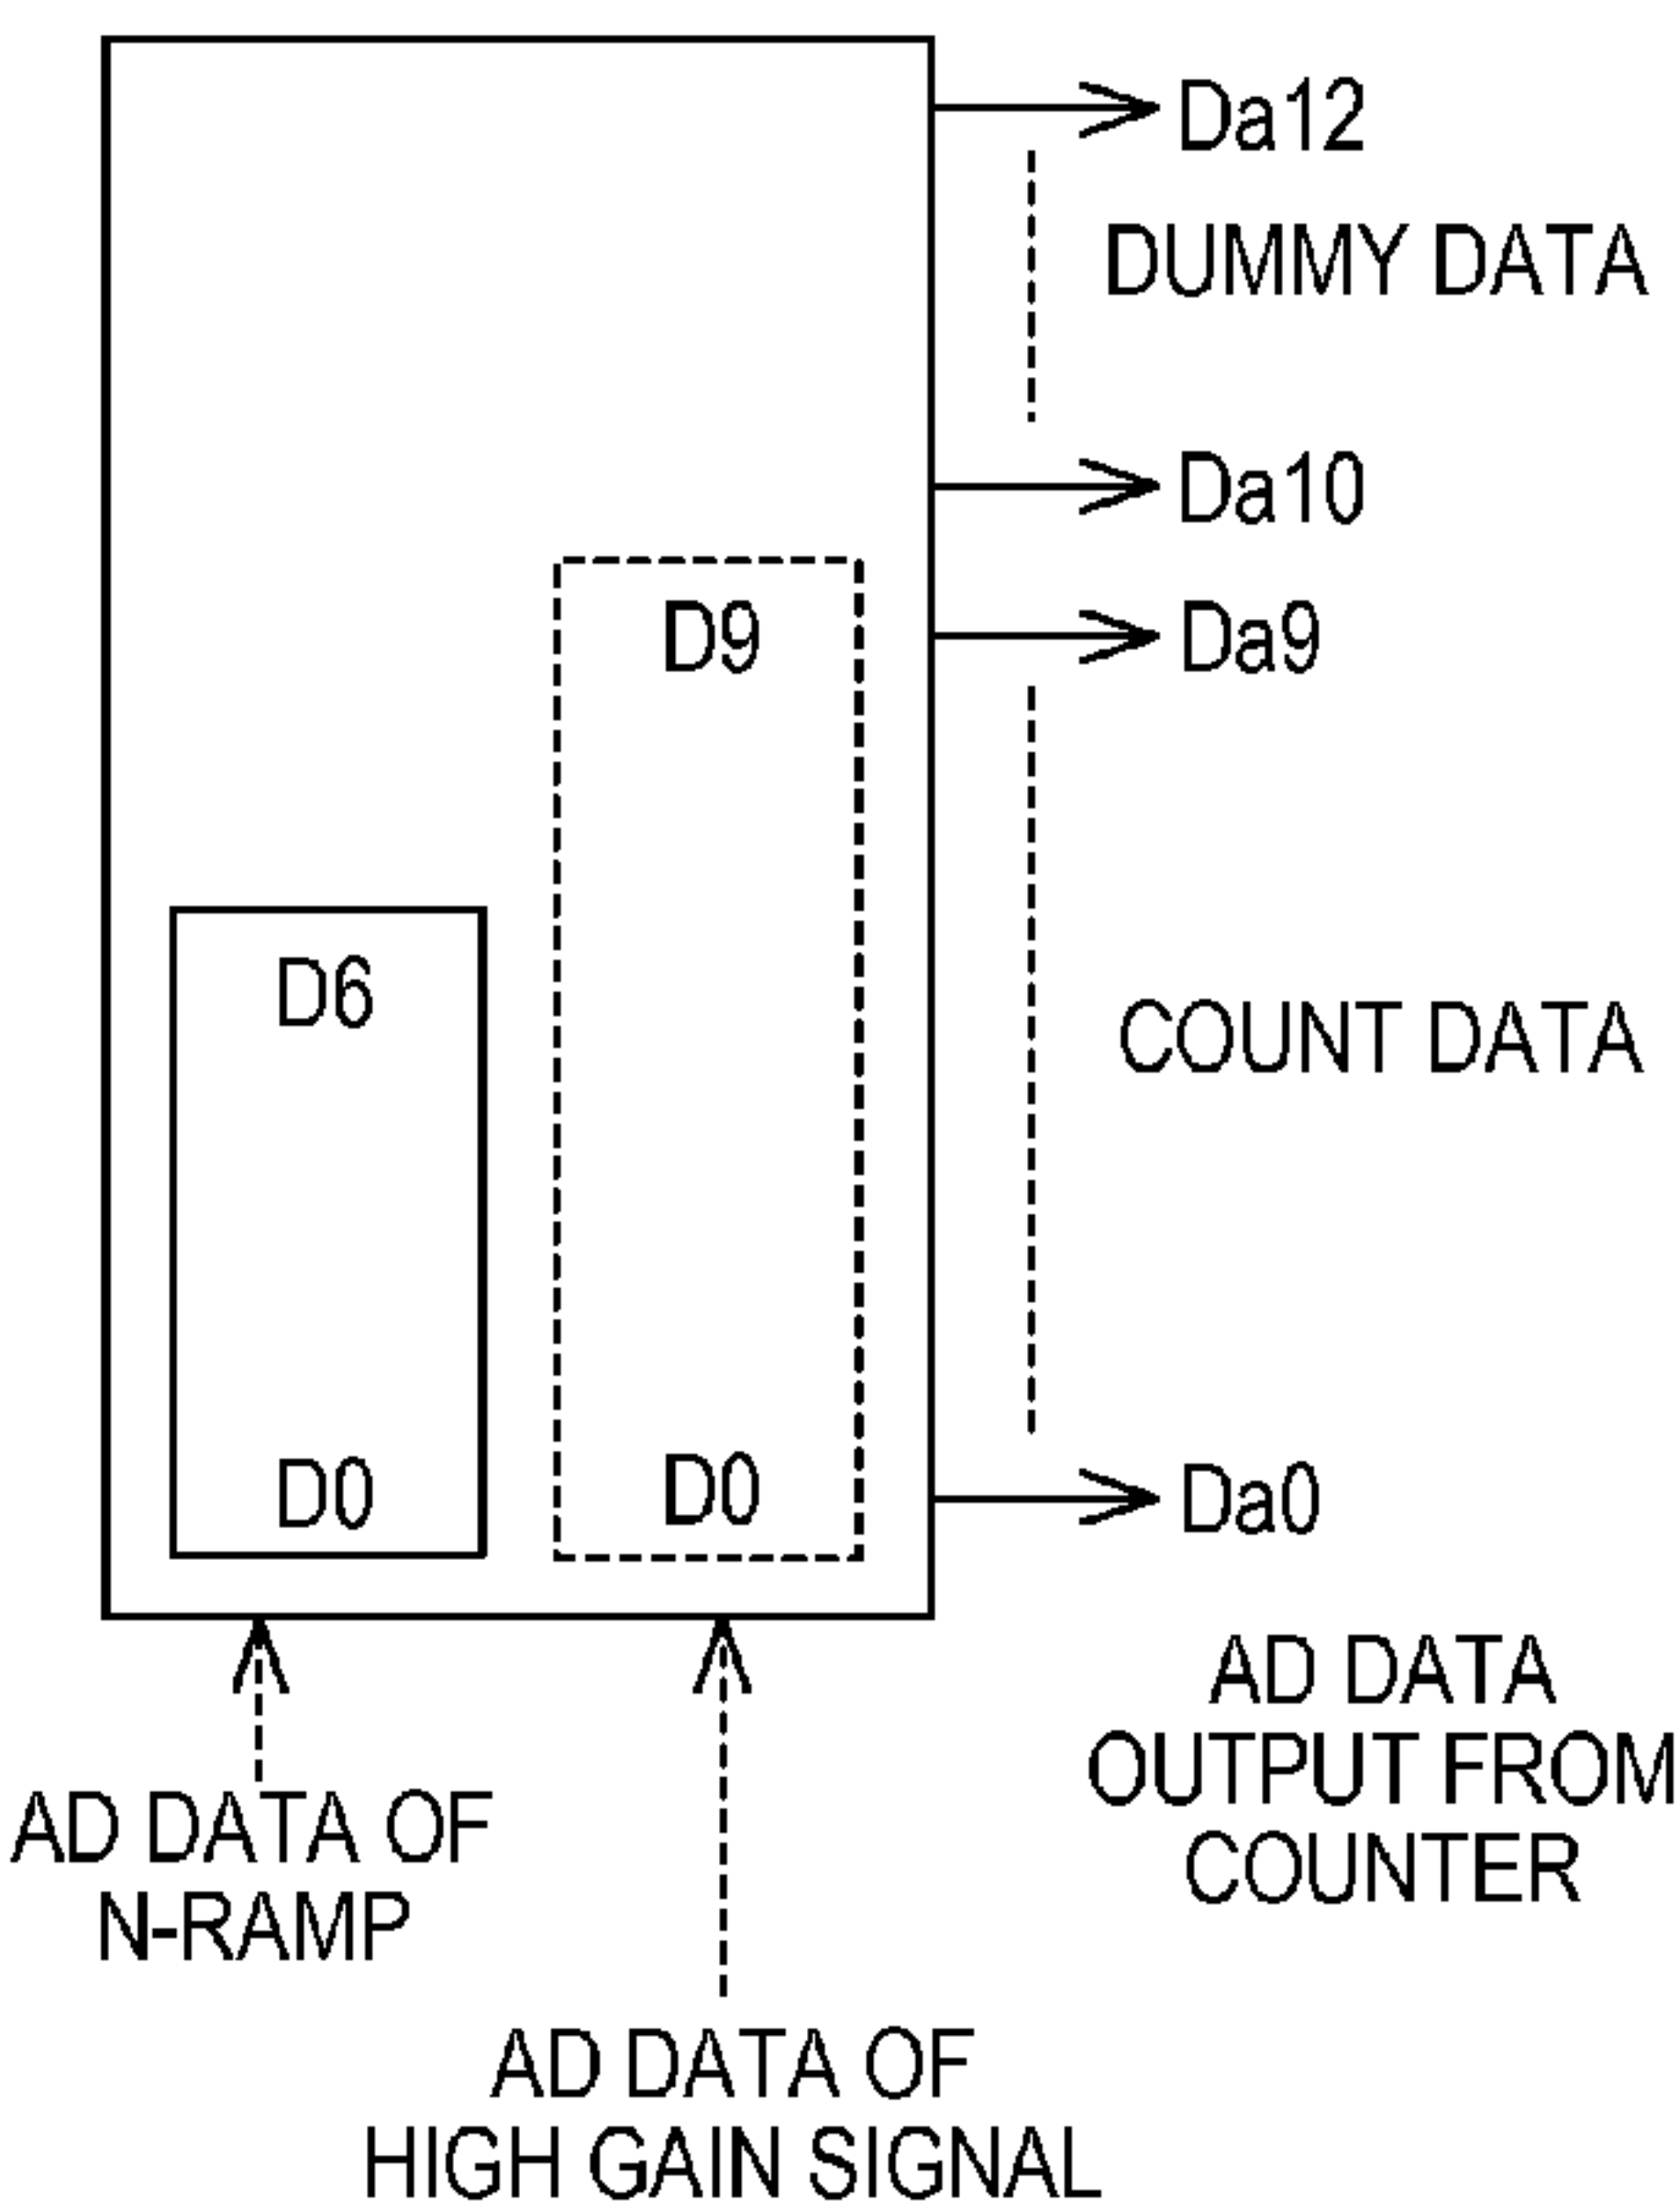 Da12
DUMMY DATA
Da10
D9
Da9
D6
COUNT DATA
D0
D0
Da0
AD DATA
OUTPUT FROM
COUNTER
AD DATA OF
N-RAMP
AD DATA OF
HIGH GAIN SIGNAL